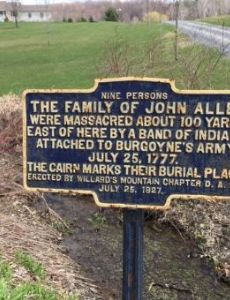 NINE PERSONS
THE FAMILY OF JOHN ALLE
WERE MASSACRED ABOUT 100 YAR
EAST OF HERE BY A BAND OF INDIA
ATTACHED TO BURGOYNE'S ARMY
JULY 25, 1777.
THE CAIRN MARKS THEIR BURIAL PLAC
ERECTED BY WILLARD'S MOUNTAIN CHAPTER D. A.
JULY 25, 1927.